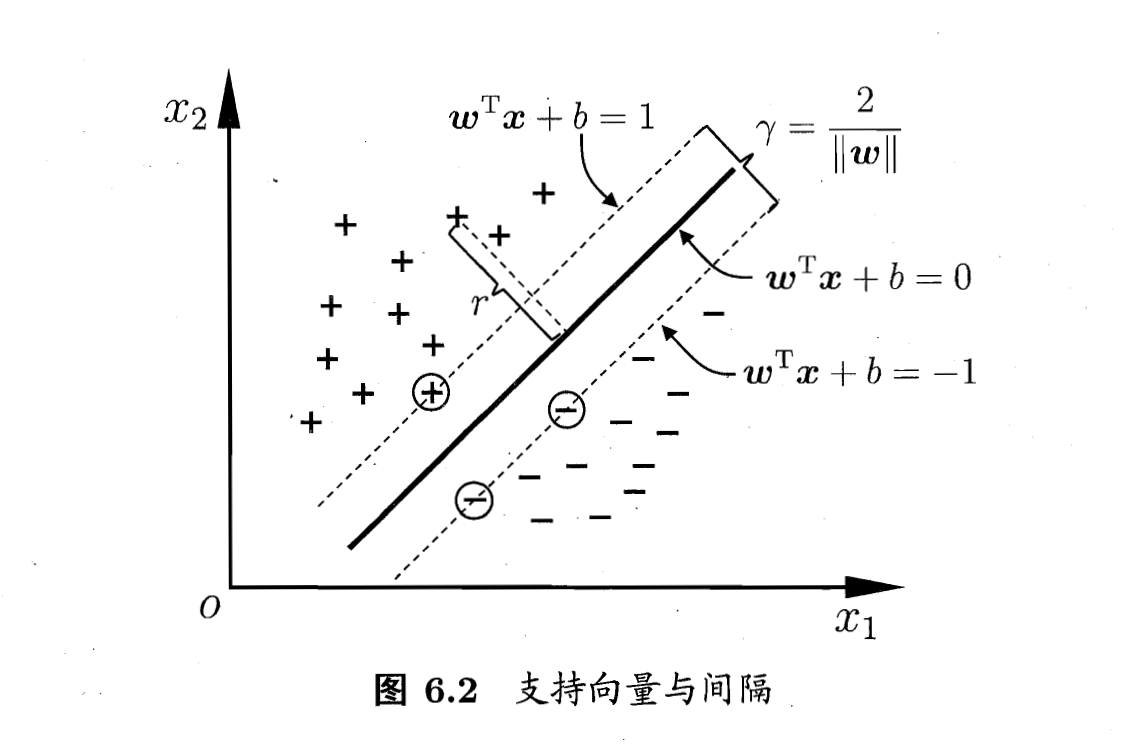 x₂
wᵀx + b = 1
γ = 2/‖w‖
+ + + + + + + + + + + + +
r
wᵀx + b = 0
wᵀx + b = −1
− − − − − − − − − − − − − −
O
x₁
图 6.2 支持向量与间隔